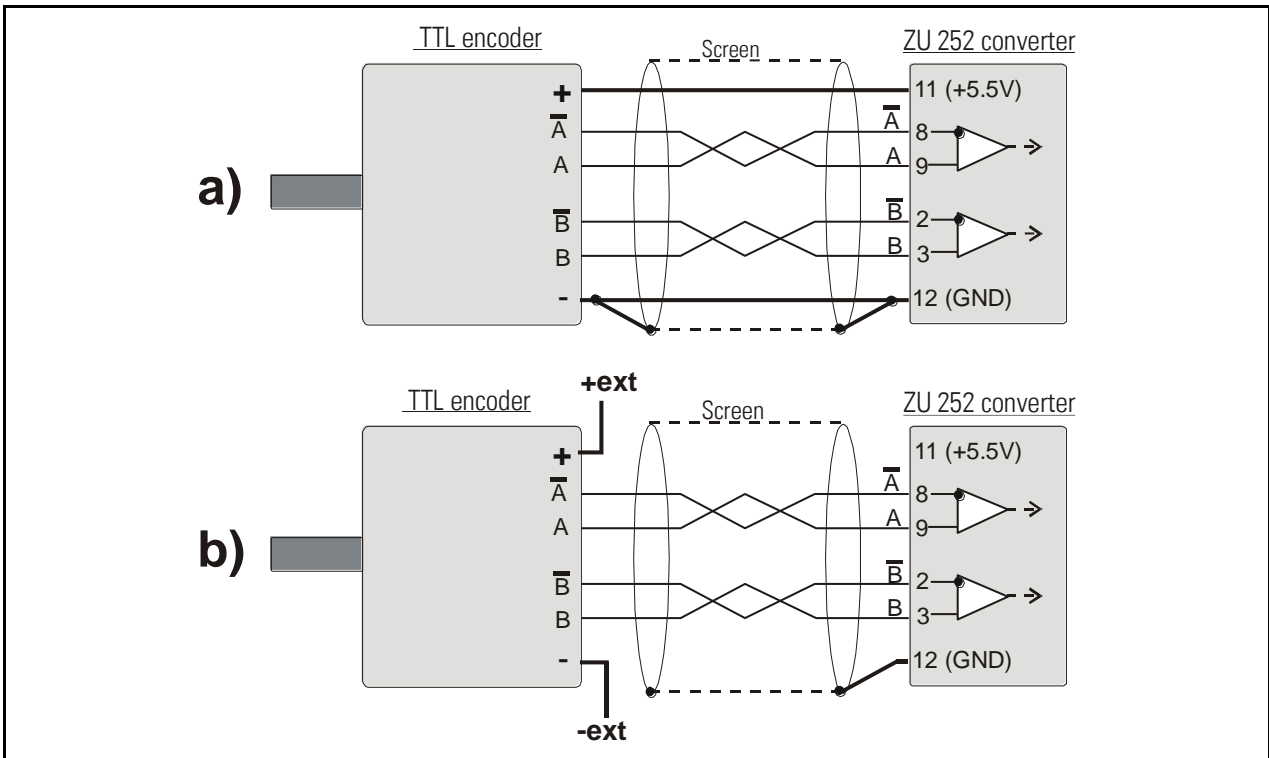 TTL encoder
Screen
ZU 252 converter
a)
+
A̅
A
B̅
B
-
A̅
A
B̅
B
11 (+5.5V)
8
9
2
3
12 (GND)
TTL encoder
+ext
Screen
ZU 252 converter
b)
+
A̅
A
B̅
B
-
-ext
A̅
A
B̅
B
11 (+5.5V)
8
9
2
3
12 (GND)